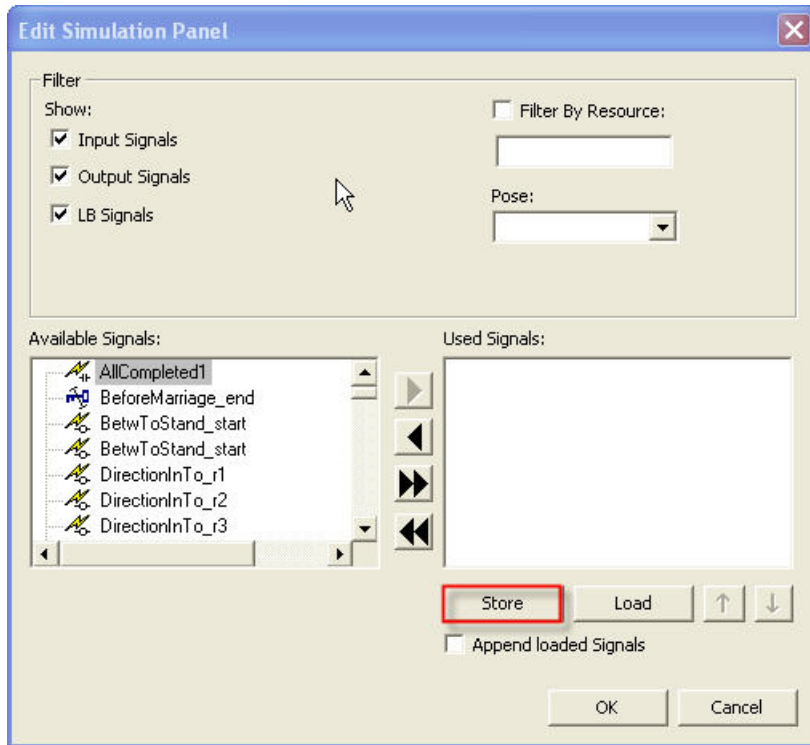 Edit Simulation Panel
Filter
Show:
Input Signals
Output Signals
LB Signals
Filter By Resource:
Pose:
Available Signals:
AllCompleted1
BeforeMarriage_end
BetwToStand_start
BetwToStand_start
DirectionInTo_r1
DirectionInTo_r2
DirectionInTo_r3
Used Signals:
Store
Load
Append loaded Signals
OK
Cancel